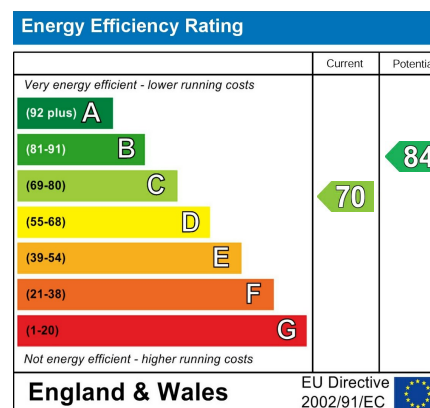 Energy Efficiency Rating
Current Potentia
Very energy efficient - lower running costs
(92 plus) A
(81-91) B
84
(69-80) C
70
(55-68) D
(39-54) E
(21-38) F
(1-20) G
Not energy efficient - higher running costs
England & Wales
EU Directive
2002/91/EC